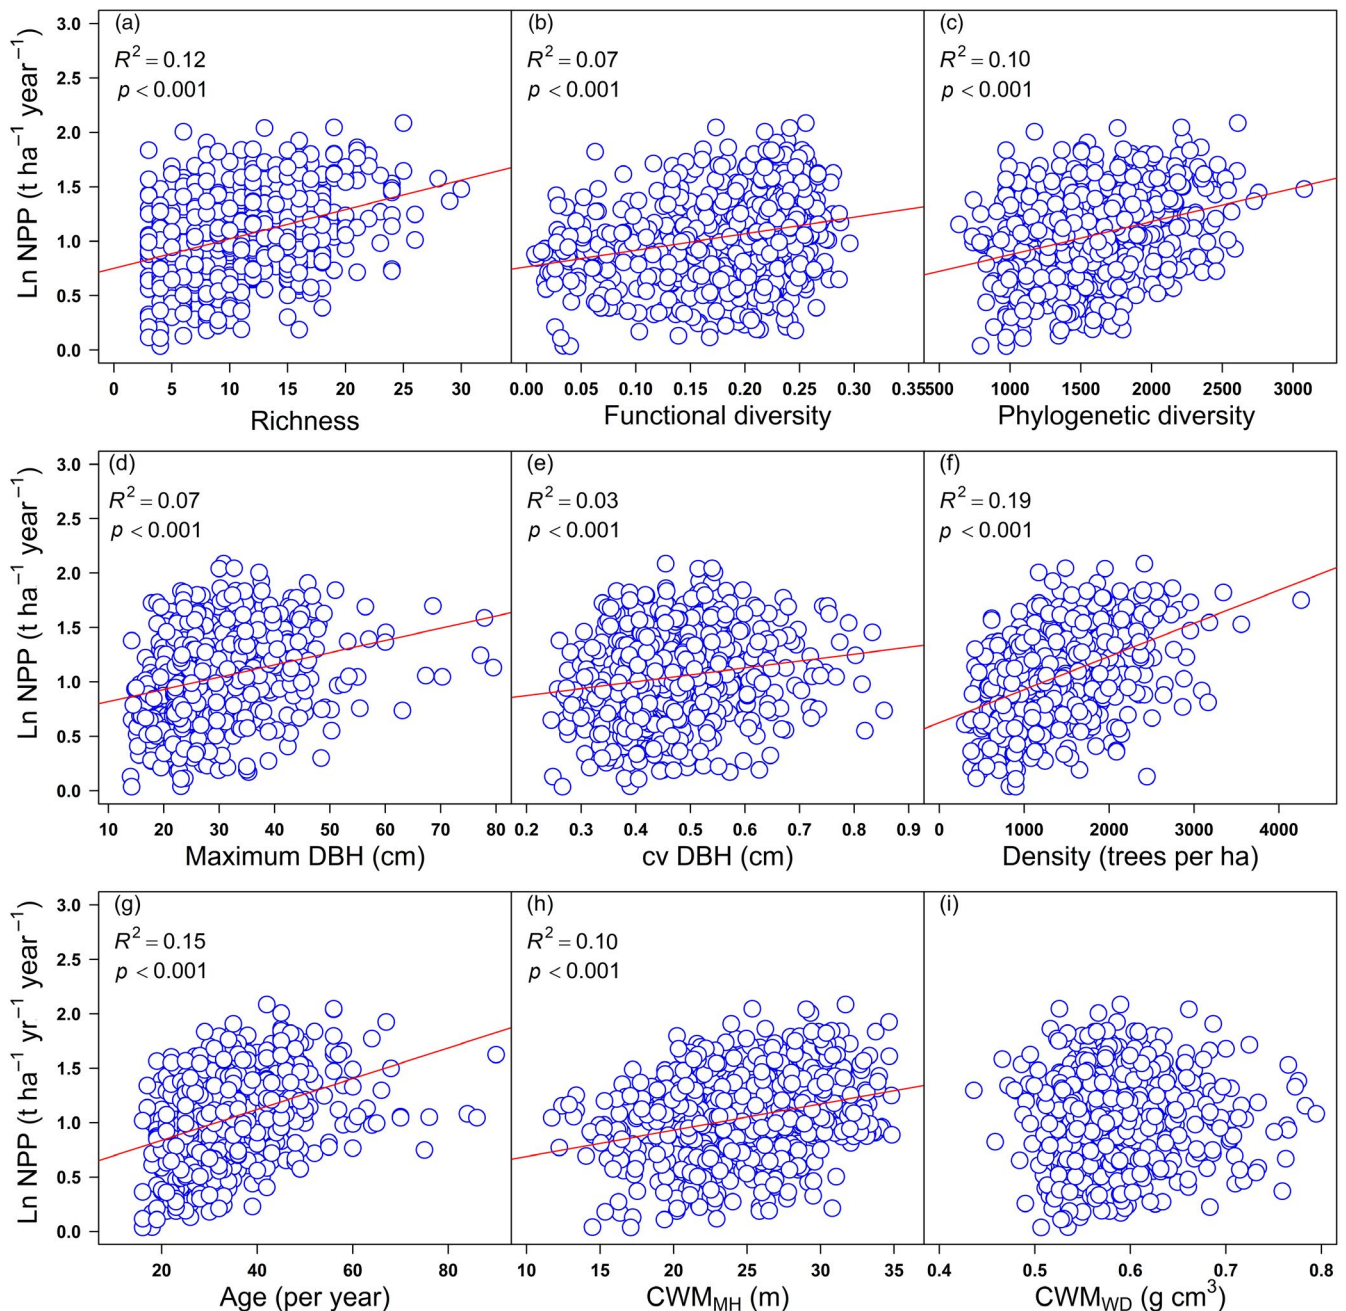 (a) (b) (c)
R² = 0.12 R² = 0.07 R² = 0.10
p < 0.001 p < 0.001 p < 0.001
Ln NPP (t ha⁻¹ year⁻¹)
3.0
2.5
2.0
1.5
1.0
0.5
0.0
0 5 10 15 20 25 30 0.00 0.05 0.10 0.15 0.20 0.25 0.30 0.35 500 1000 1500 2000 2500 3000
Richness Functional diversity Phylogenetic diversity
(d) (e) (f)
R² = 0.07 R² = 0.03 R² = 0.19
p < 0.001 p < 0.001 p < 0.001
Ln NPP (t ha⁻¹ year⁻¹)
3.0
2.5
2.0
1.5
1.0
0.5
0.0
10 20 30 40 50 60 70 80 0.2 0.3 0.4 0.5 0.6 0.7 0.8 0.9 0 1000 2000 3000 4000
Maximum DBH (cm) cv DBH (cm) Density (trees per ha)
(g) (h) (i)
R² = 0.15 R² = 0.10
p < 0.001 p < 0.001
Ln NPP (t ha⁻¹ yr⁻¹ year⁻¹)
3.0
2.5
2.0
1.5
1.0
0.5
0.0
20 40 60 80 10 15 20 25 30 35 0.4 0.5 0.6 0.7 0.8
Age (per year) CWM_MH (m) CWM_WD (g cm³)